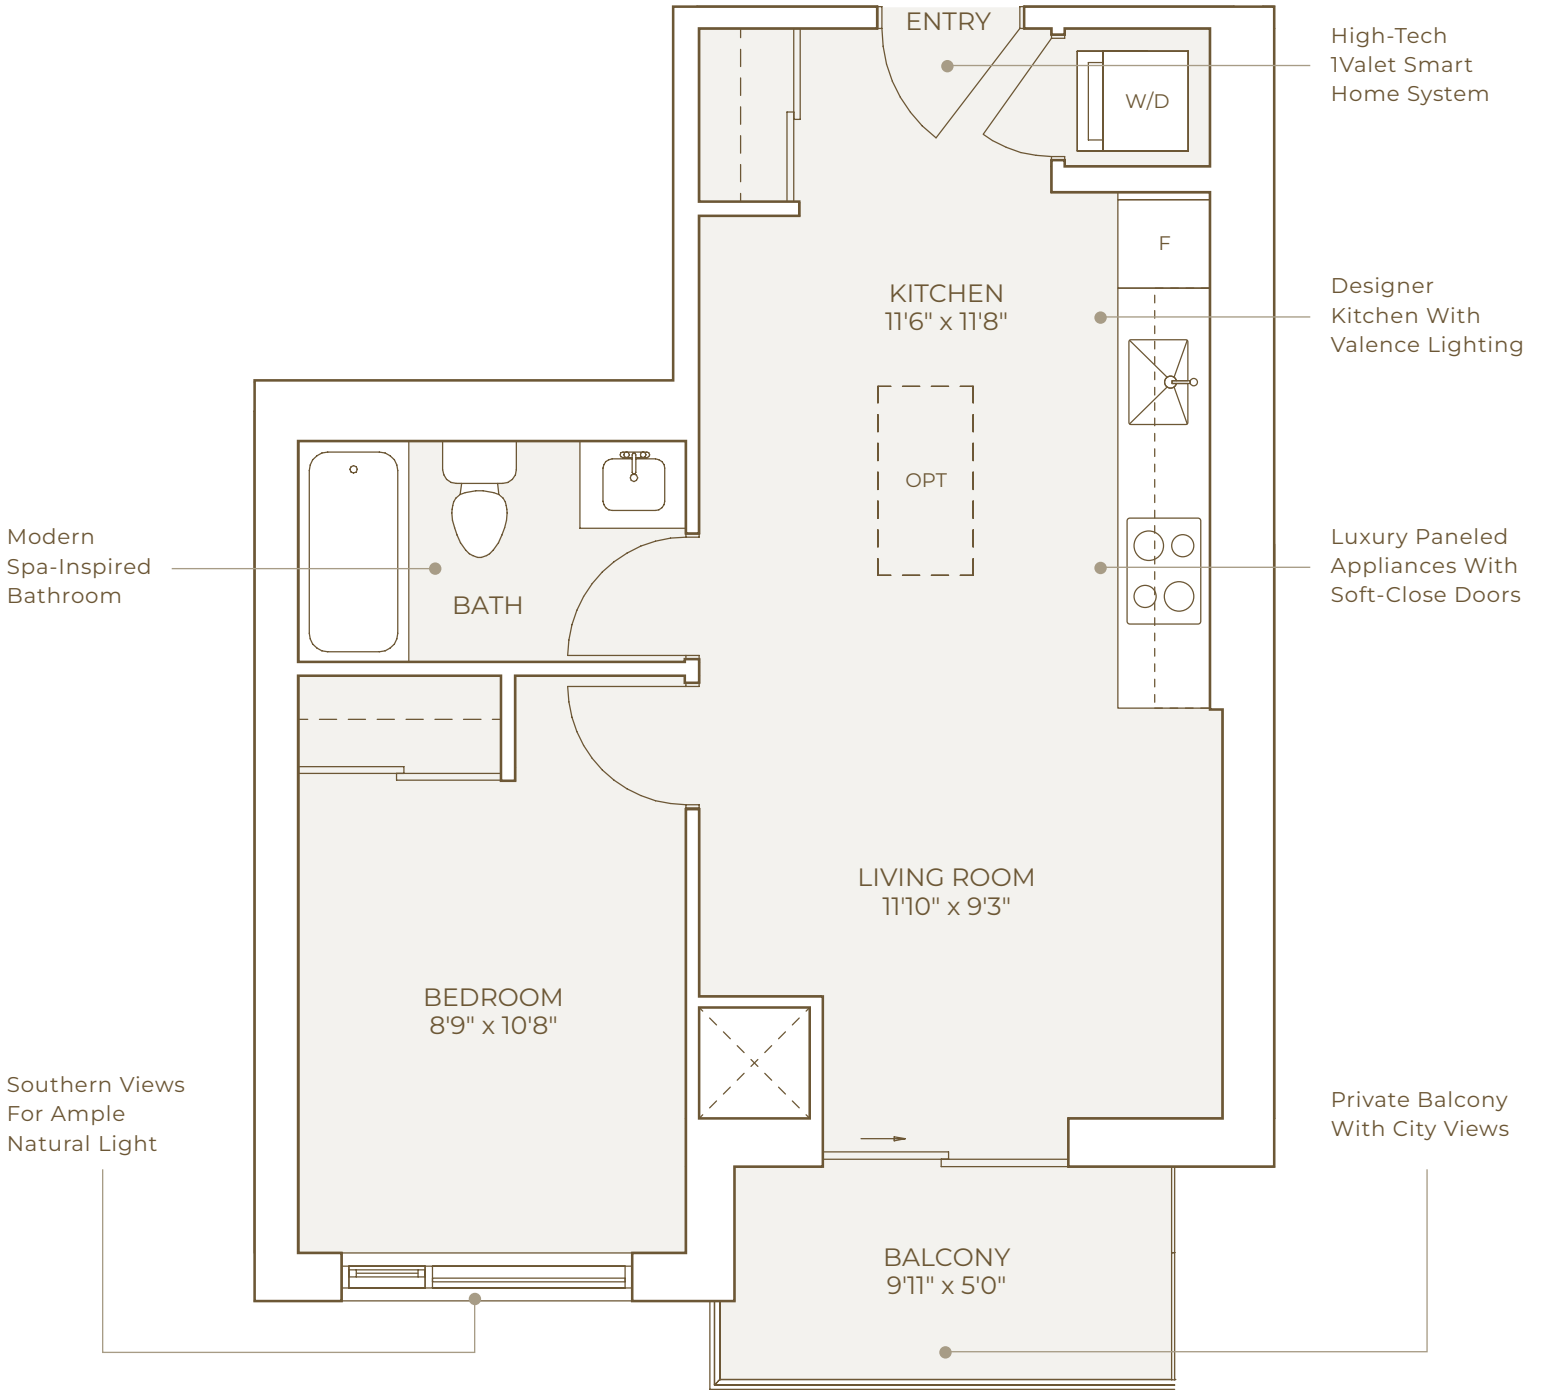 ENTRY
High-Tech
1Valet Smart
Home System
W/D
F
KITCHEN
11'6" x 11'8"
Designer
Kitchen With
Valence Lighting
OPT
Modern
Spa-Inspired
Bathroom
BATH
Luxury Paneled
Appliances With
Soft-Close Doors
LIVING ROOM
11'10" x 9'3"
BEDROOM
8'9" x 10'8"
Southern Views
For Ample
Natural Light
Private Balcony
With City Views
BALCONY
9'11" x 5'0"